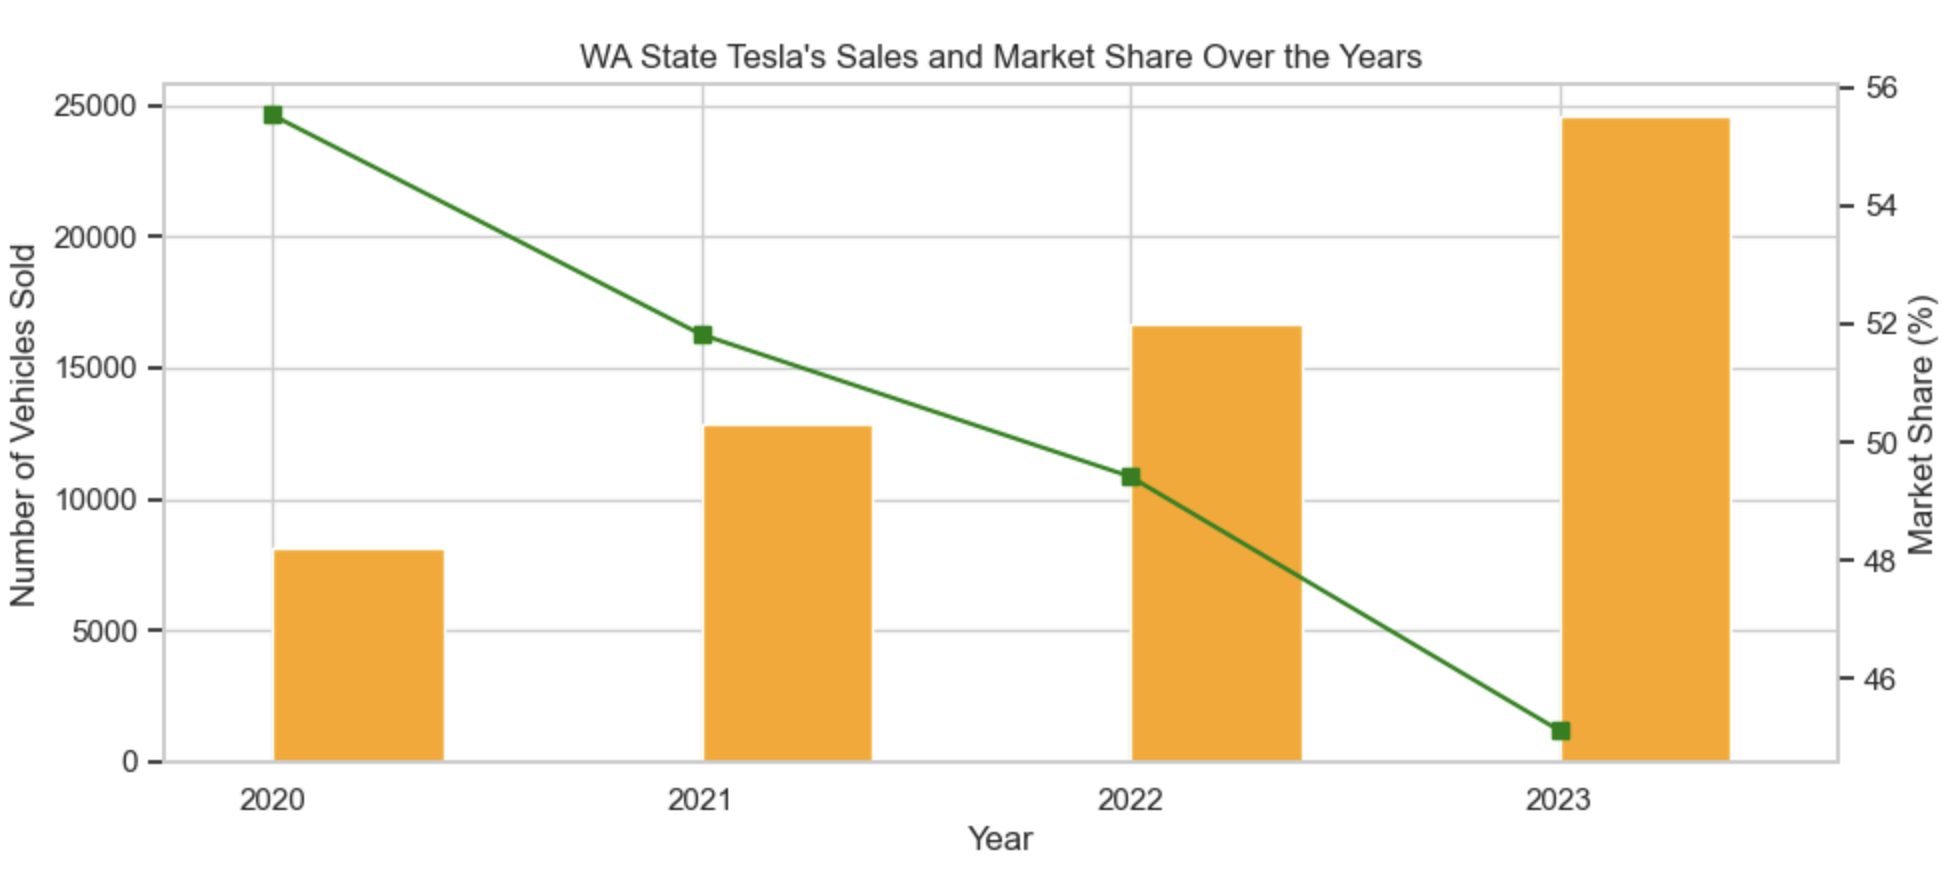 WA State Tesla's Sales and Market Share Over the Years
Number of Vehicles Sold
25000
20000
15000
10000
5000
0
56
54
52
50
48
46
Market Share (%)
2020 2021 2022 2023
Year